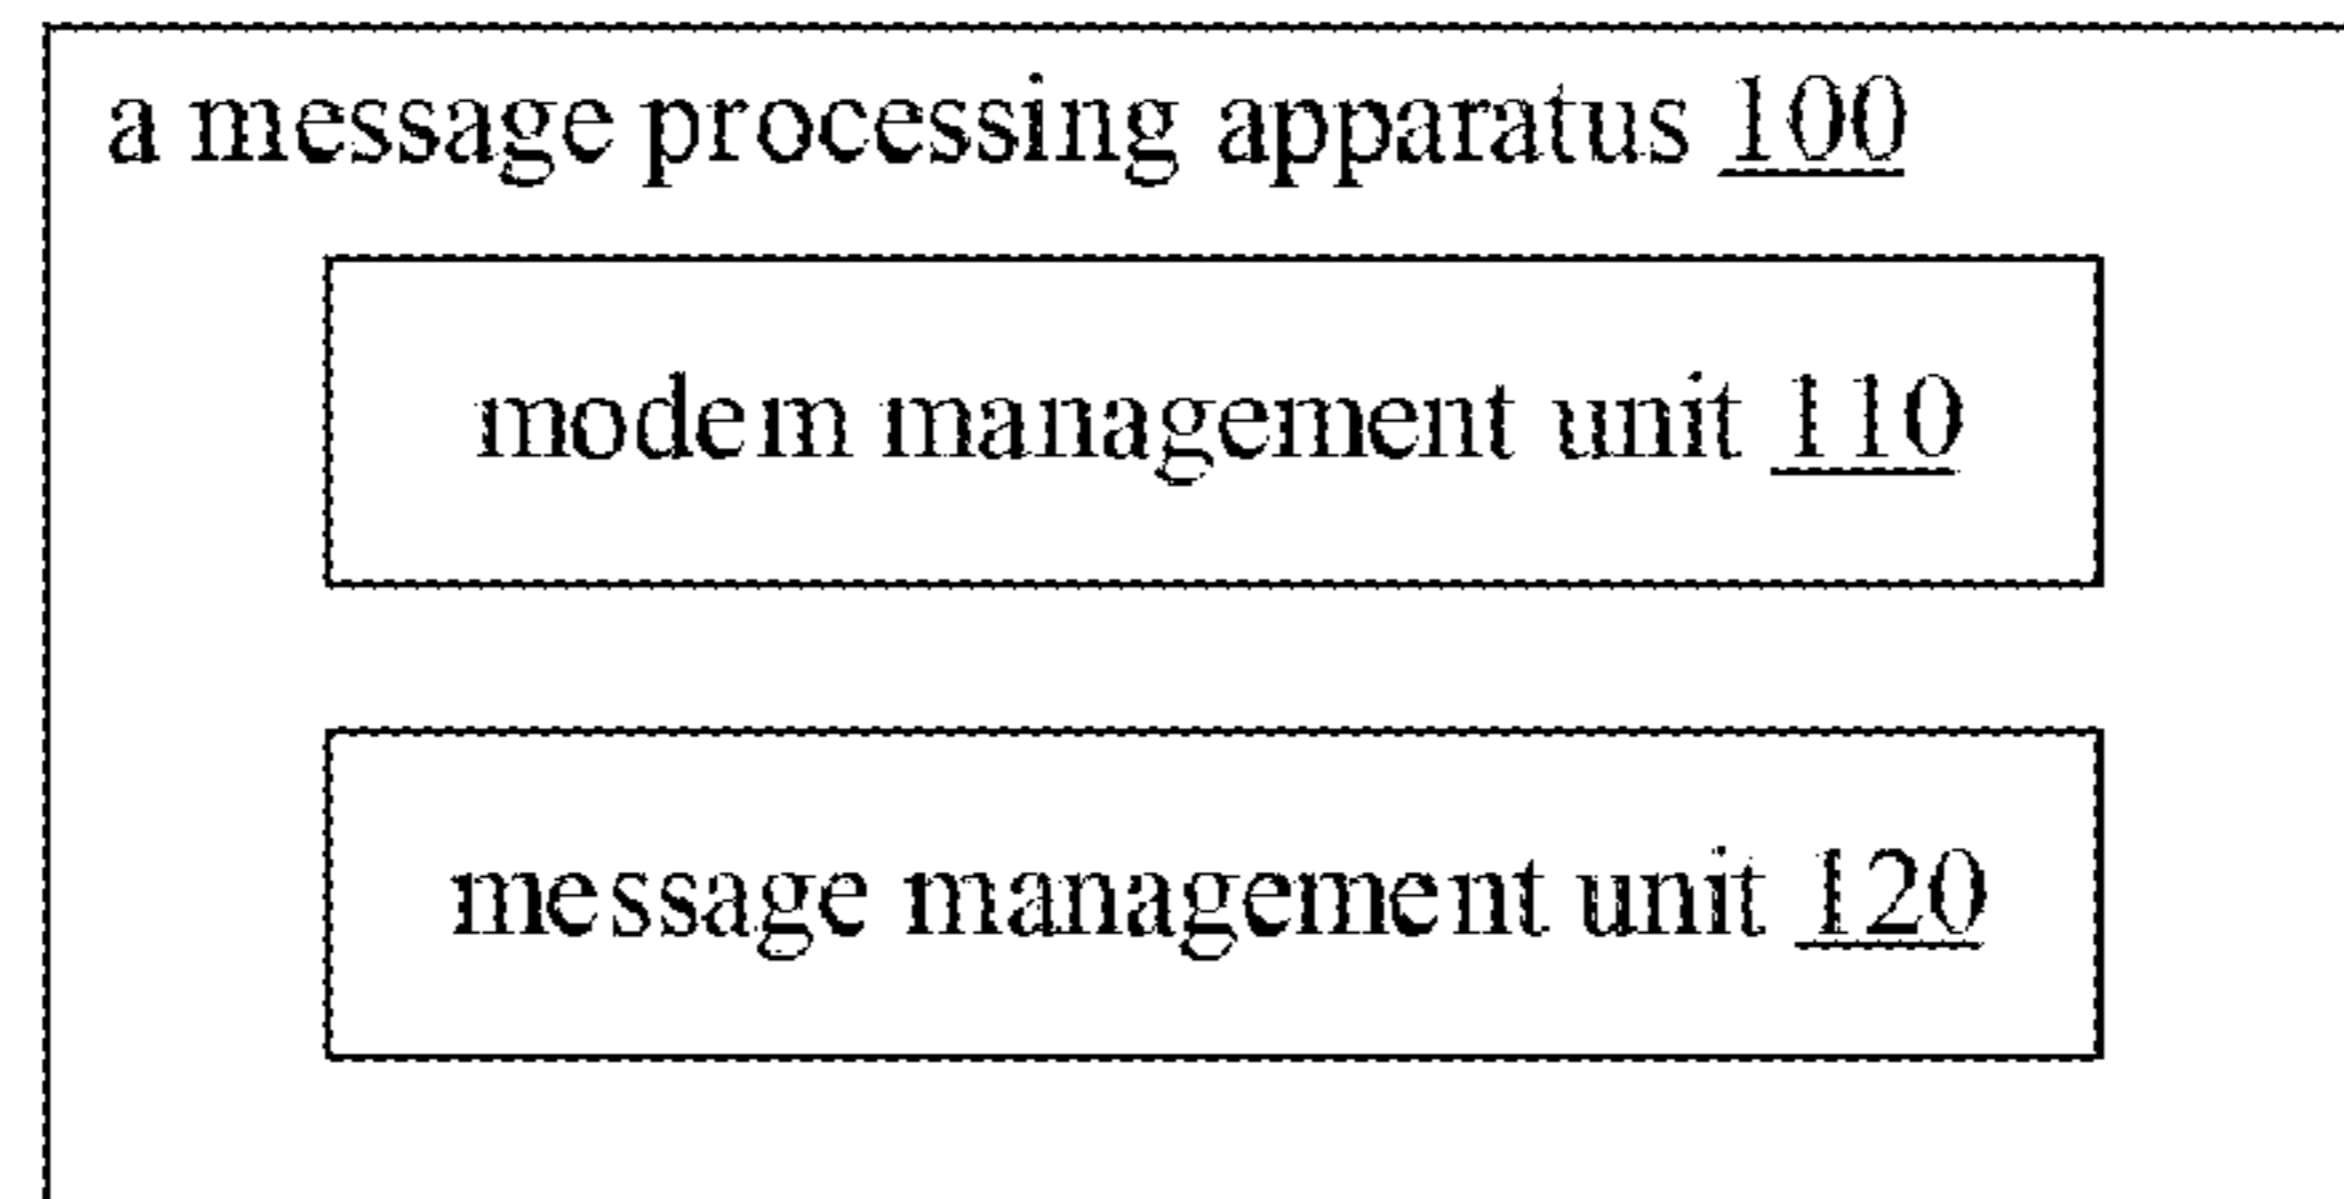 a message processing apparatus 100
modem management unit 110
message management unit 120